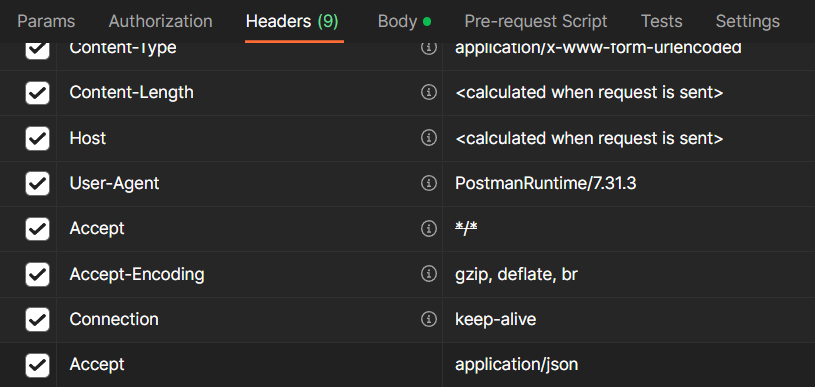 Params Authorization Headers (9) Body Pre-request Script Tests Settings
Content-Type application/x-www-form-urlencoded
Content-Length <calculated when request is sent>
Host <calculated when request is sent>
User-Agent PostmanRuntime/7.31.3
Accept */*
Accept-Encoding gzip, deflate, br
Connection keep-alive
Accept application/json